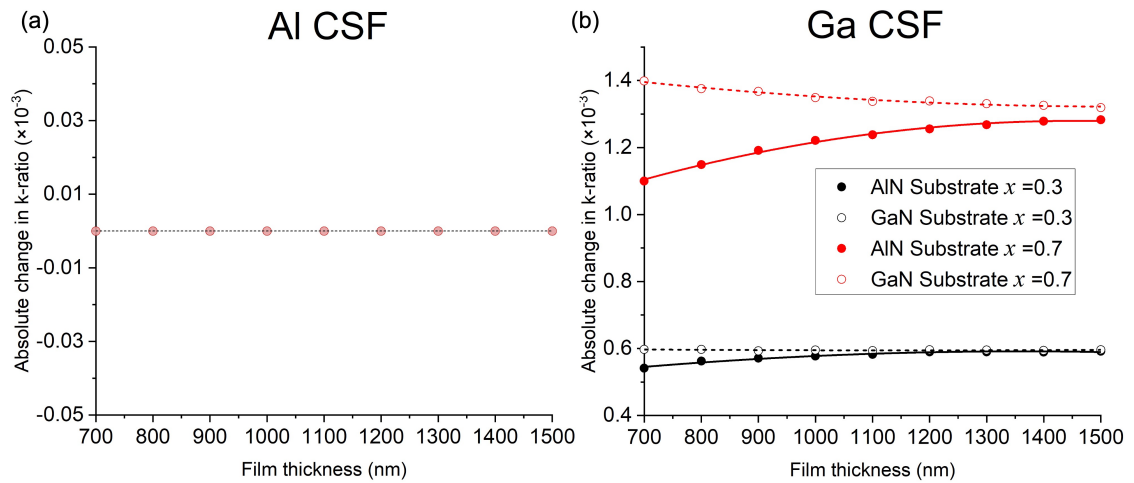 (a)
Al CSF
Absolute change in k-ratio (×10⁻³)
0.05
0.03
0.01
-0.01
-0.03
-0.05
700 800 900 1000 1100 1200 1300 1400 1500
Film thickness (nm)
(b)
Ga CSF
Absolute change in k-ratio (×10⁻³)
1.4
1.2
1.0
0.8
0.6
0.4
AlN Substrate x =0.3
GaN Substrate x =0.3
AlN Substrate x =0.7
GaN Substrate x =0.7
700 800 900 1000 1100 1200 1300 1400 1500
Film thickness (nm)